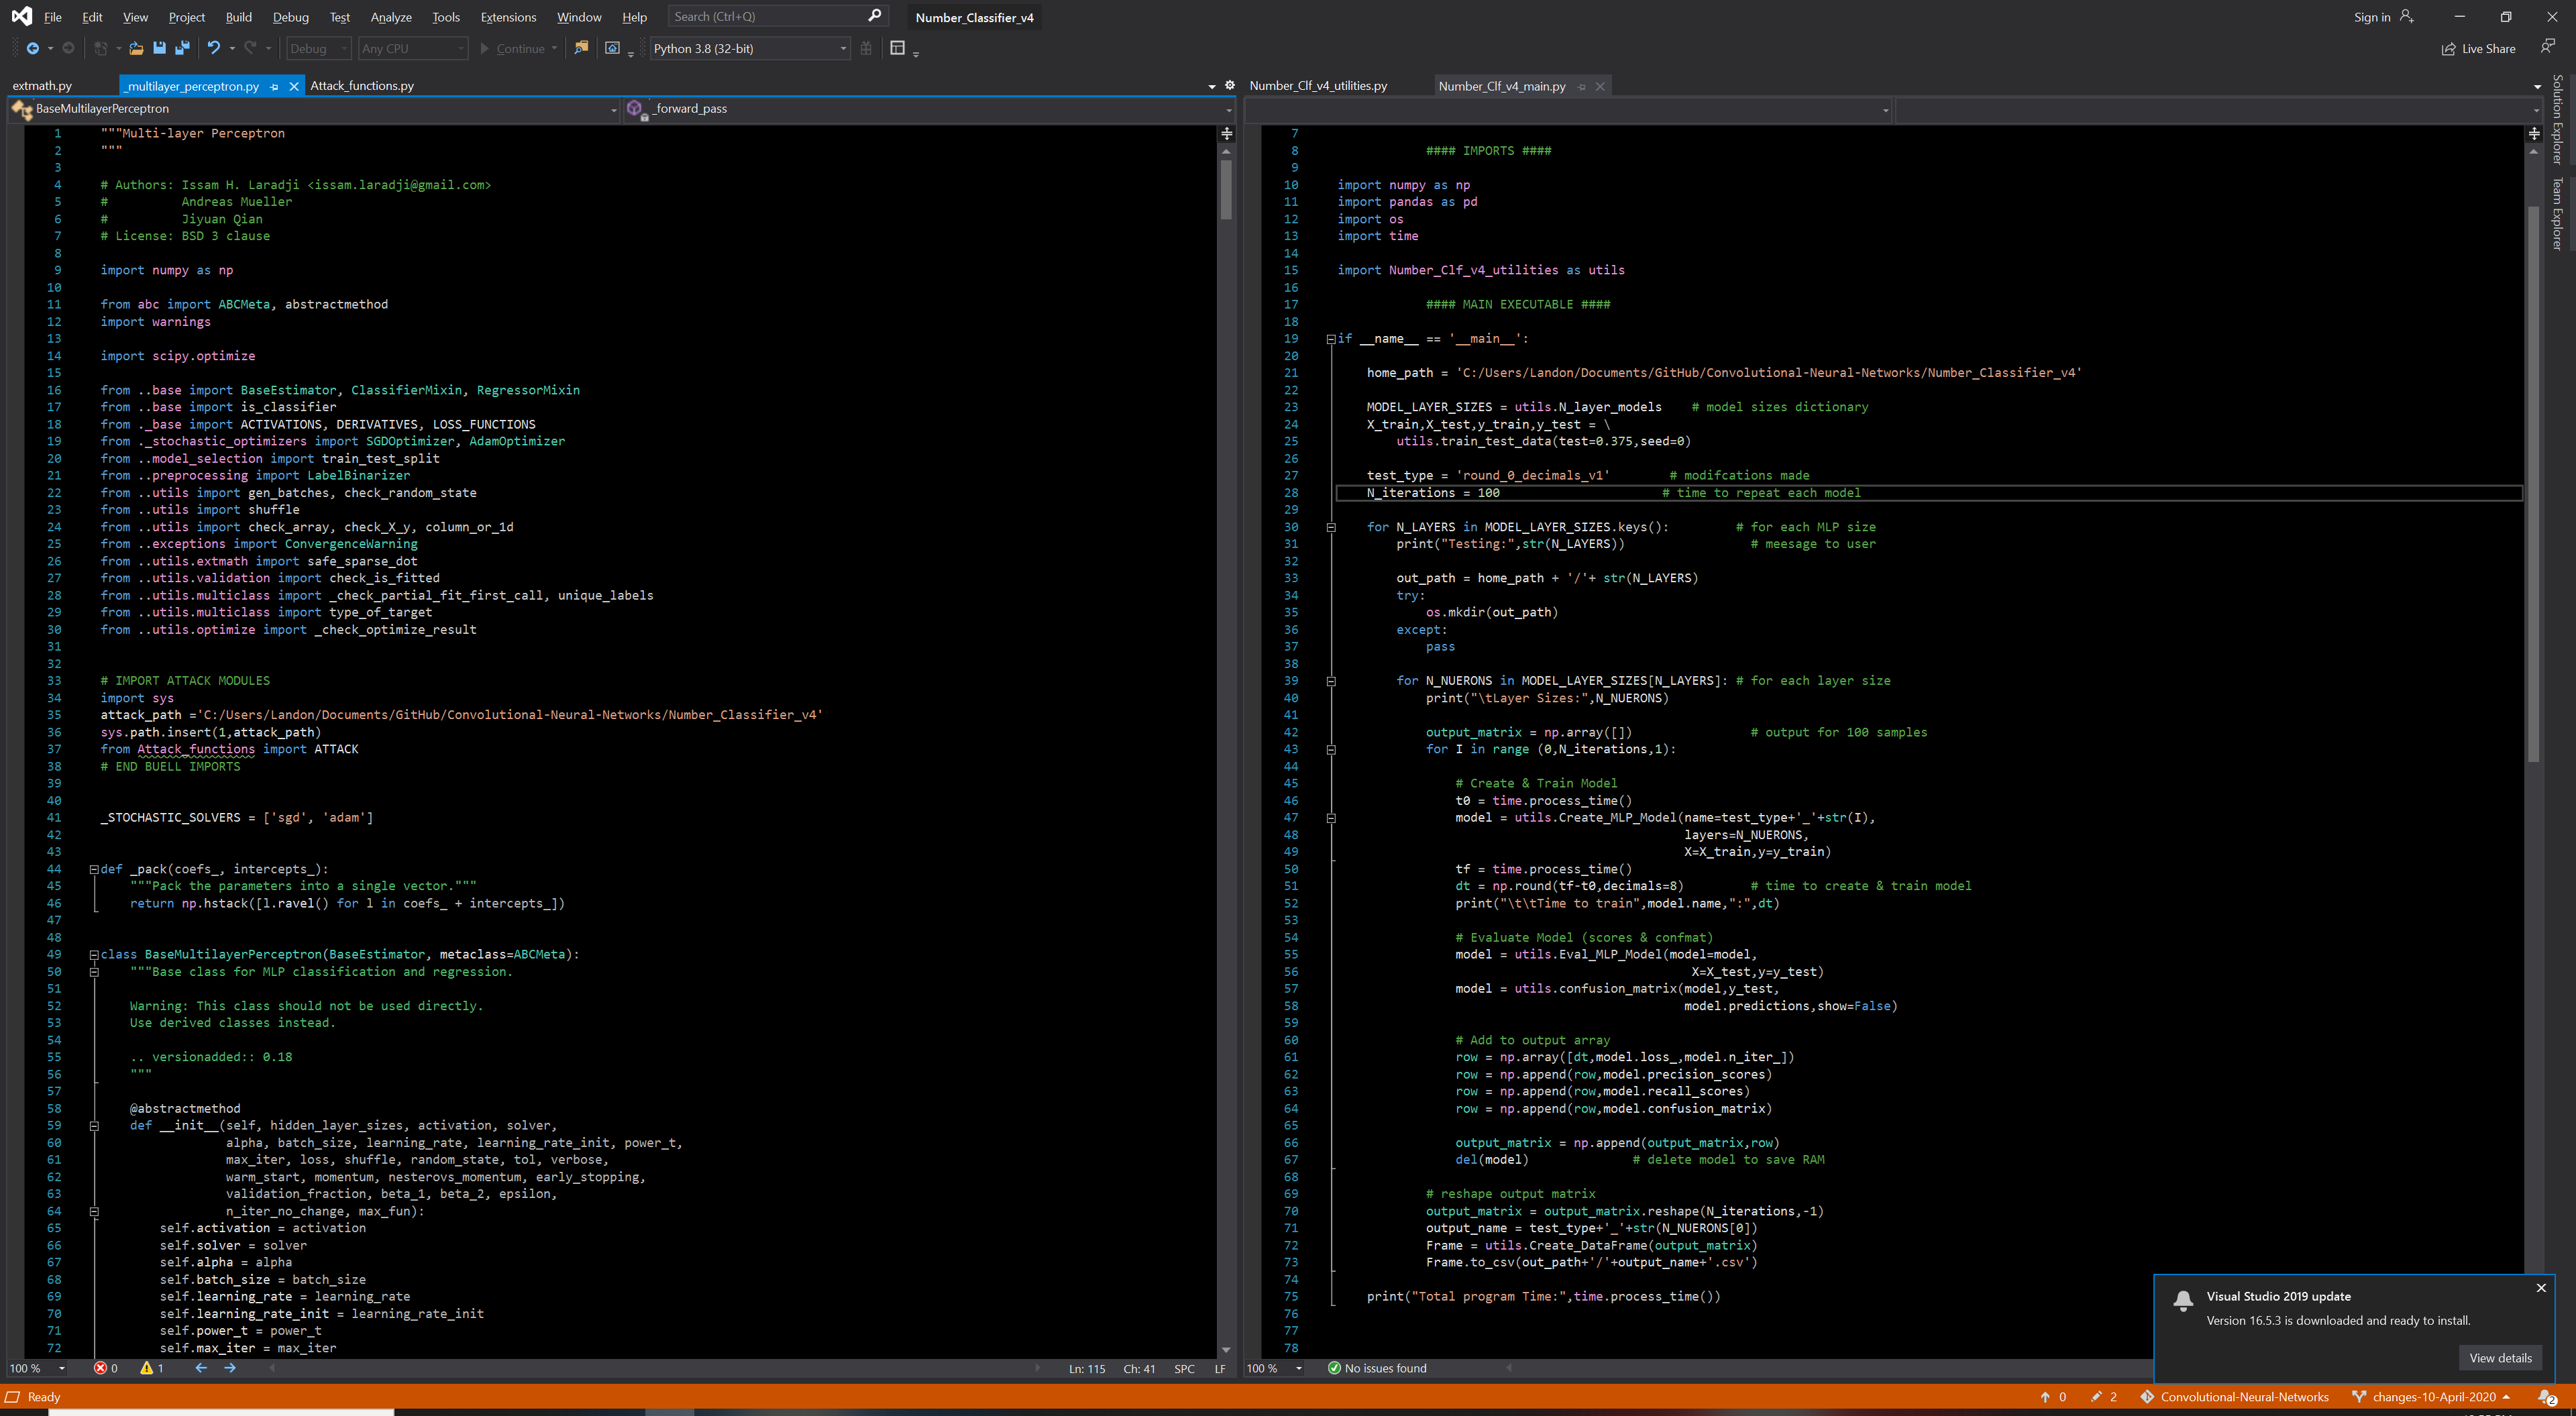 File Edit View Project Build Debug Test Analyze Tools Extensions Window Help Search (Ctrl+Q) Number_Classifier_v4 Sign in
Debug Any CPU Continue Python 3.8 (32-bit) Live Share
extmath.py _multilayer_perceptron.py Attack_functions.py
BaseMultilayerPerceptron _forward_pass
1 """Multi-layer Perceptron
2 """
3
4 # Authors: Issam H. Laradji <issam.laradji@gmail.com>
5 #          Andreas Mueller
6 #          Jiyuan Qian
7 # License: BSD 3 clause
8
9 import numpy as np
10
11 from abc import ABCMeta, abstractmethod
12 import warnings
13
14 import scipy.optimize
15
16 from ..base import BaseEstimator, ClassifierMixin, RegressorMixin
17 from ..base import is_classifier
18 from ._base import ACTIVATIONS, DERIVATIVES, LOSS_FUNCTIONS
19 from ._stochastic_optimizers import SGDOptimizer, AdamOptimizer
20 from ..model_selection import train_test_split
21 from ..preprocessing import LabelBinarizer
22 from ..utils import gen_batches, check_random_state
23 from ..utils import shuffle
24 from ..utils import check_array, check_X_y, column_or_1d
25 from ..exceptions import ConvergenceWarning
26 from ..utils.extmath import safe_sparse_dot
27 from ..utils.validation import check_is_fitted
28 from ..utils.multiclass import _check_partial_fit_first_call, unique_labels
29 from ..utils.multiclass import type_of_target
30 from ..utils.optimize import _check_optimize_result
31
32
33 # IMPORT ATTACK MODULES
34 import sys
35 attack_path ='C:/Users/Landon/Documents/GitHub/Convolutional-Neural-Networks/Number_Classifier_v4'
36 sys.path.insert(1,attack_path)
37 from Attack_functions import ATTACK
38 # END BUELL IMPORTS
39
40
41 _STOCHASTIC_SOLVERS = ['sgd', 'adam']
42
43
44 def _pack(coefs_, intercepts_):
45     """Pack the parameters into a single vector."""
46     return np.hstack([l.ravel() for l in coefs_ + intercepts_])
47
48
49 class BaseMultilayerPerceptron(BaseEstimator, metaclass=ABCMeta):
50     """Base class for MLP classification and regression.
51
52     Warning: This class should not be used directly.
53     Use derived classes instead.
54
55     .. versionadded:: 0.18
56     """
57
58     @abstractmethod
59     def __init__(self, hidden_layer_sizes, activation, solver,
60                  alpha, batch_size, learning_rate, learning_rate_init, power_t,
61                  max_iter, loss, shuffle, random_state, tol, verbose,
62                  warm_start, momentum, nesterovs_momentum, early_stopping,
63                  validation_fraction, beta_1, beta_2, epsilon,
64                  n_iter_no_change, max_fun):
65         self.activation = activation
66         self.solver = solver
67         self.alpha = alpha
68         self.batch_size = batch_size
69         self.learning_rate = learning_rate
70         self.learning_rate_init = learning_rate_init
71         self.power_t = power_t
72         self.max_iter = max_iter
100 % 0 1 Ln: 115 Ch: 41 SPC LF
Number_Clf_v4_utilities.py Number_Clf_v4_main.py
7
8             #### IMPORTS ####
9
10 import numpy as np
11 import pandas as pd
12 import os
13 import time
14
15 import Number_Clf_v4_utilities as utils
16
17             #### MAIN EXECUTABLE ####
18
19 if __name__ == '__main__':
20
21     home_path = 'C:/Users/Landon/Documents/GitHub/Convolutional-Neural-Networks/Number_Classifier_v4'
22
23     MODEL_LAYER_SIZES = utils.N_layer_models    # model sizes dictionary
24     X_train,X_test,y_train,y_test = \
25         utils.train_test_data(test=0.375,seed=0)
26
27     test_type = 'round_0_decimals_v1'        # modifcations made
28     N_iterations = 100                      # time to repeat each model
29
30     for N_LAYERS in MODEL_LAYER_SIZES.keys():         # for each MLP size
31         print("Testing:",str(N_LAYERS))                 # meesage to user
32
33         out_path = home_path + '/'+ str(N_LAYERS)
34         try:
35             os.mkdir(out_path)
36         except:
37             pass
38
39         for N_NUERONS in MODEL_LAYER_SIZES[N_LAYERS]: # for each layer size
40             print("\tLayer Sizes:",N_NUERONS)
41
42             output_matrix = np.array([])                # output for 100 samples
43             for I in range (0,N_iterations,1):
44
45                 # Create & Train Model
46                 t0 = time.process_time()
47                 model = utils.Create_MLP_Model(name=test_type+'_'+str(I),
48                                                layers=N_NUERONS,
49                                                X=X_train,y=y_train)
50                 tf = time.process_time()
51                 dt = np.round(tf-t0,decimals=8)         # time to create & train model
52                 print("\t\tTime to train",model.name,":",dt)
53
54                 # Evaluate Model (scores & confmat)
55                 model = utils.Eval_MLP_Model(model=model,
56                                                 X=X_test,y=y_test)
57                 model = utils.confusion_matrix(model,y_test,
58                                                model.predictions,show=False)
59
60                 # Add to output array
61                 row = np.array([dt,model.loss_,model.n_iter_])
62                 row = np.append(row,model.precision_scores)
63                 row = np.append(row,model.recall_scores)
64                 row = np.append(row,model.confusion_matrix)
65
66                 output_matrix = np.append(output_matrix,row)
67                 del(model)              # delete model to save RAM
68
69             # reshape output matrix
70             output_matrix = output_matrix.reshape(N_iterations,-1)
71             output_name = test_type+'_'+str(N_NUERONS[0])
72             Frame = utils.Create_DataFrame(output_matrix)
73             Frame.to_csv(out_path+'/'+output_name+'.csv')
74
75     print("Total program Time:",time.process_time())
76
77
78
100 % No issues found
Solution Explorer
Team Explorer
Visual Studio 2019 update
Version 16.5.3 is downloaded and ready to install.
View details
Ready 0 2 Convolutional-Neural-Networks changes-10-April-2020 2